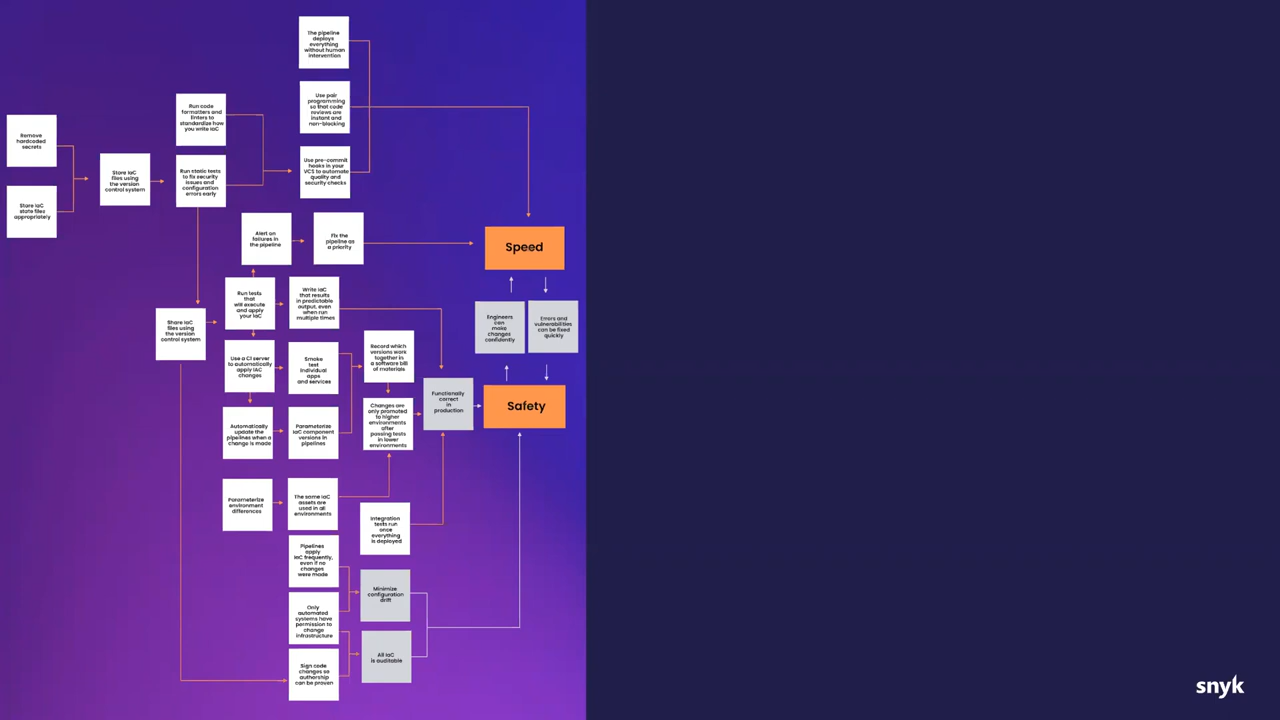 The pipeline
deploys
everything
without human
intervention
Use pair
programming
so that code
reviews are
instant and
non-blocking
Run code
formatters and
linters to
standardize how
you write IaC
Remove
hardcoded
secrets
Use pre-commit
hooks in your
VCS to automate
quality and
security checks
Store IaC
files using
the version
control system
Run static tests
to fix security
issues and
configuration
errors early
Store IaC
state files
appropriately
Alert on
failures in
the pipeline
Fix the
pipeline as
a priority
Speed
Run tests
that
will execute
and apply
your IaC
Write IaC
that results
in predictable
output, even
when run
multiple times
Share IaC
files using
the version
control system
Engineers
can
make
changes
confidently
Errors and
vulnerabilities
can be fixed
quickly
Use a CI server
to automatically
apply IAC
changes
Smoke
test
individual
apps
and services
Record which
versions work
together in
a software bill
of materials
Functionally
correct
in
production
Safety
Automatically
update the
pipelines when a
change is made
Parameterize
IaC component
versions in
pipelines
Changes are
only promoted
to higher
environments
after
passing tests
in lower
environments
Parameterize
environment
differences
The same IaC
assets are
used in all
environments
Integration
tests run
once
everything
is deployed
Pipelines
apply
IaC frequently,
even if no
changes
were made
Minimize
configuration
drift
Only
automated
systems have
permission to
change
infrastructure
All IaC
is auditable
Sign code
changes so
authorship
can be proven
snyk